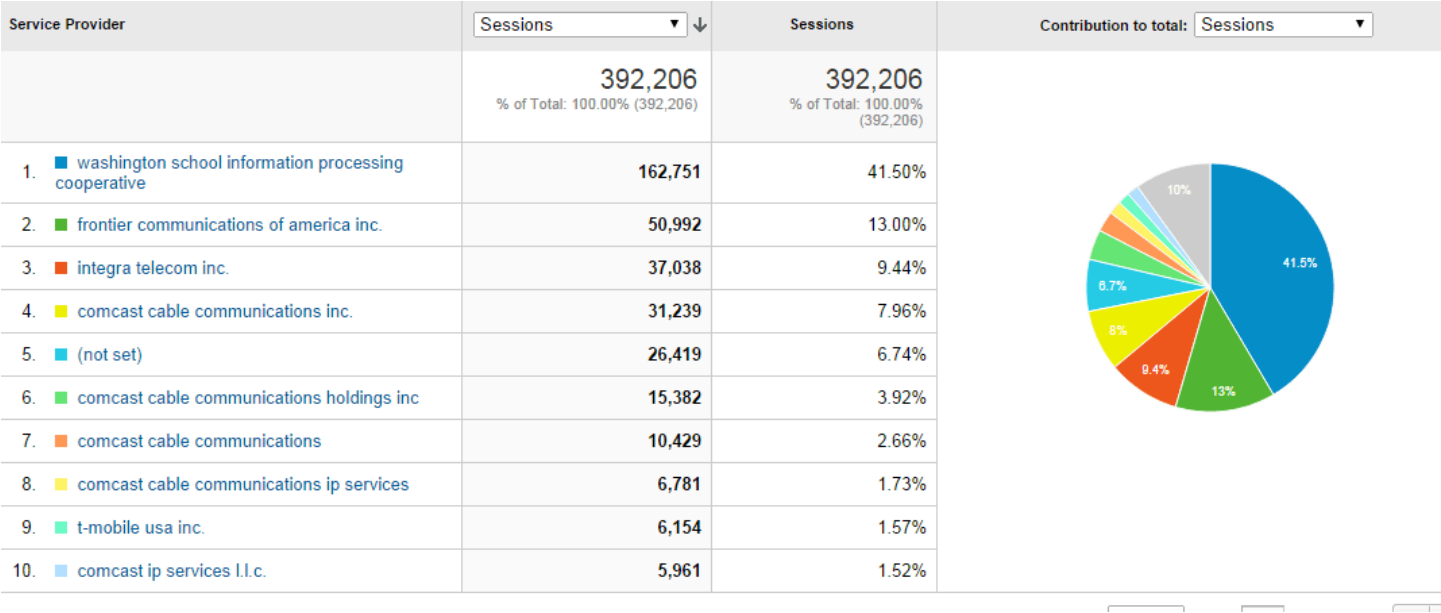 Service Provider
Sessions
Sessions
Contribution to total: Sessions
392,206
% of Total: 100.00% (392,206)
392,206
% of Total: 100.00%
(392,206)
1. washington school information processing
cooperative
162,751
41.50%
2. frontier communications of america inc.
50,992
13.00%
3. integra telecom inc.
37,038
9.44%
4. comcast cable communications inc.
31,239
7.96%
5. (not set)
26,419
6.74%
6. comcast cable communications holdings inc
15,382
3.92%
7. comcast cable communications
10,429
2.66%
8. comcast cable communications ip services
6,781
1.73%
9. t-mobile usa inc.
6,154
1.57%
10. comcast ip services l.l.c.
5,961
1.52%
10%
41.5%
6.7%
8%
9.4%
13%